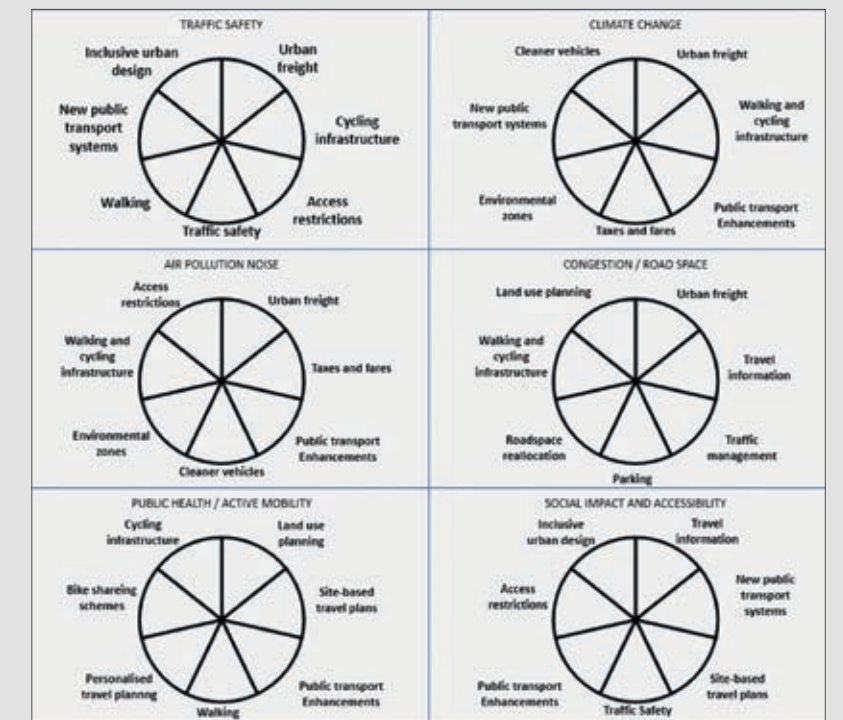 TRAFFIC SAFETY
Inclusive urban
design
Urban
freight
New public
transport
systems
Cycling
infrastructure
Walking
Access
restrictions
Traffic safety
CLIMATE CHANGE
Cleaner vehicles
Urban freight
New public
transport systems
Walking and
cycling
infrastructure
Environmental
zones
Public transport
Enhancements
Taxes and fares
AIR POLLUTION NOISE
Access
restrictions
Urban freight
Walking and
cycling
infrastructure
Taxes and fares
Environmental
zones
Public transport
Enhancements
Cleaner vehicles
CONGESTION / ROAD SPACE
Land use planning
Urban freight
Walking and
cycling
infrastructure
Travel
information
Roadspace
reallocation
Traffic
management
Parking
PUBLIC HEALTH / ACTIVE MOBILITY
Cycling
infrastructure
Land use
planning
Bike shareing
schemes
Site-based
travel plans
Personalised
travel plannng
Public transport
Enhancements
Walking
SOCIAL IMPACT AND ACCESSIBILITY
Inclusive
urban design
Travel
information
Access
restrictions
New public
transport
systems
Public transport
Enhancements
Site-based
travel plans
Traffic Safety